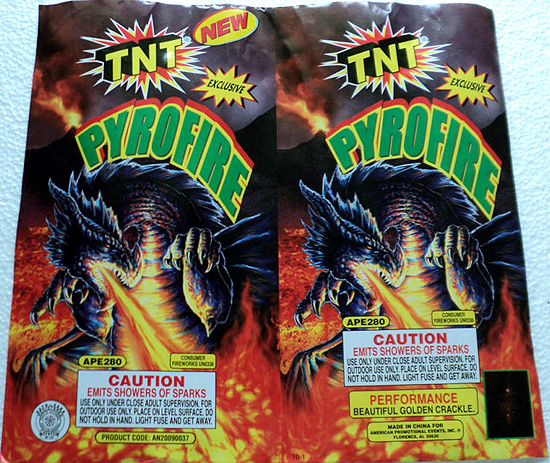 TNT
®
NEW
EXCLUSIVE
PYROFIRE
APE280
CONSUMER
FIREWORKS UN0336
CAUTION
EMITS SHOWERS OF SPARKS
USE ONLY UNDER CLOSE ADULT SUPERVISION. FOR
OUTDOOR USE ONLY. PLACE ON LEVEL SURFACE. DO
NOT HOLD IN HAND. LIGHT FUSE AND GET AWAY.
PRODUCT CODE: AN20090037
TNT
®
EXCLUSIVE
PYROFIRE
APE280
CONSUMER
FIREWORKS UN0336
CAUTION
EMITS SHOWERS OF SPARKS
USE ONLY UNDER CLOSE ADULT SUPERVISION. FOR
OUTDOOR USE ONLY. PLACE ON LEVEL SURFACE. DO
NOT HOLD IN HAND. LIGHT FUSE AND GET AWAY.
PERFORMANCE
BEAUTIFUL GOLDEN CRACKLE.
MADE IN CHINA FOR
AMERICAN PROMOTIONAL EVENTS, INC. ®
FLORENCE, AL 35630
10-1